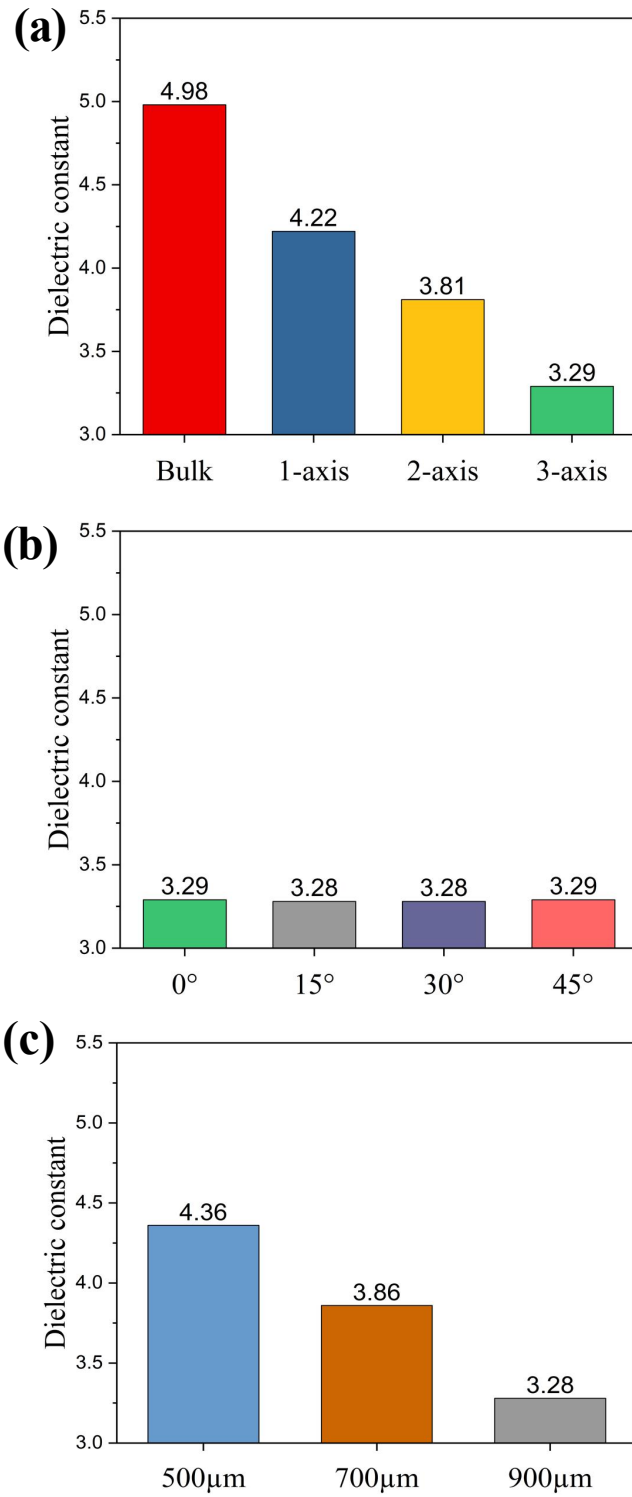 (a)
Dielectric constant
5.5
5.0
4.5
4.0
3.5
3.0
4.98
4.22
3.81
3.29
Bulk 1-axis 2-axis 3-axis
(b)
Dielectric constant
5.5
5.0
4.5
4.0
3.5
3.0
3.29 3.28 3.28 3.29
0° 15° 30° 45°
(c)
Dielectric constant
5.5
5.0
4.5
4.0
3.5
3.0
4.36
3.86
3.28
500µm 700µm 900µm